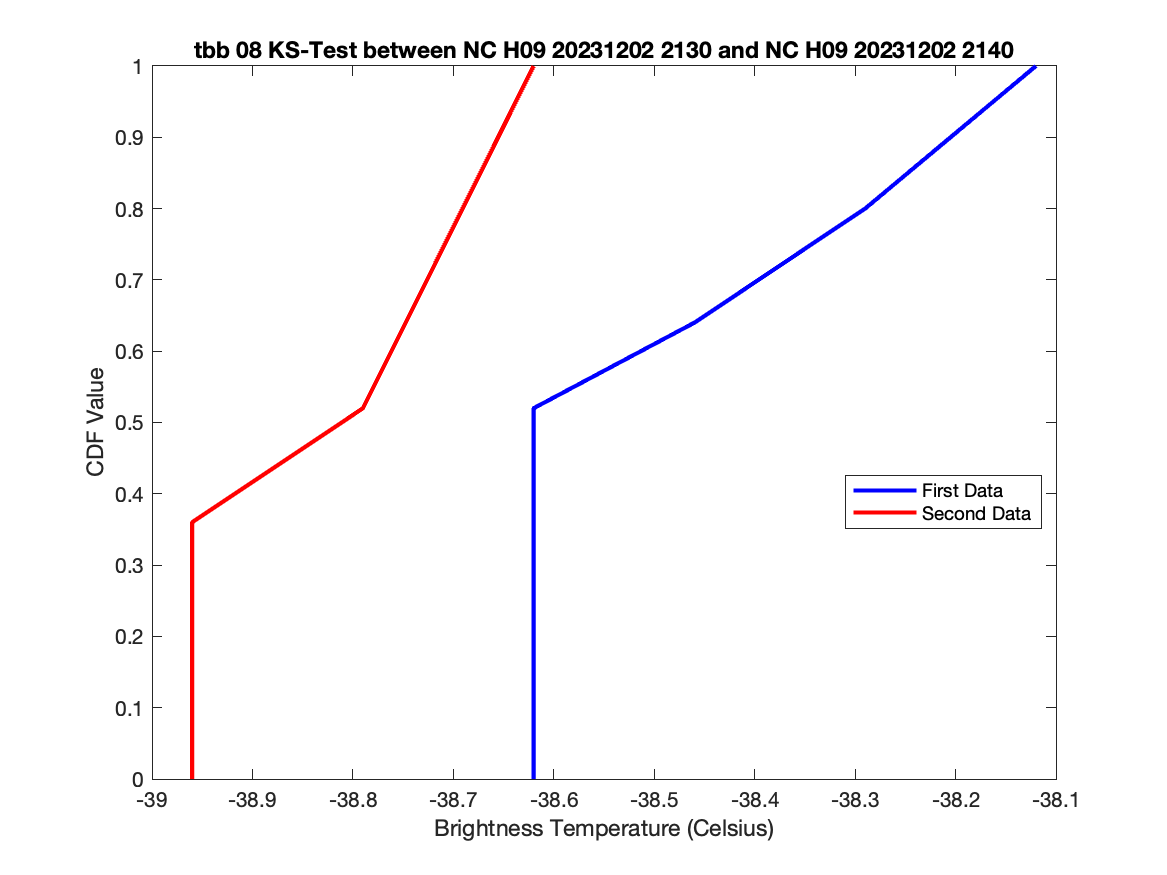 tbb 08 KS-Test between NC H09 20231202 2130 and NC H09 20231202 2140
1
0.9
0.8
0.7
0.6
0.5
0.4
0.3
0.2
0.1
0
CDF Value
First Data
Second Data
-39 -38.9 -38.8 -38.7 -38.6 -38.5 -38.4 -38.3 -38.2 -38.1
Brightness Temperature (Celsius)